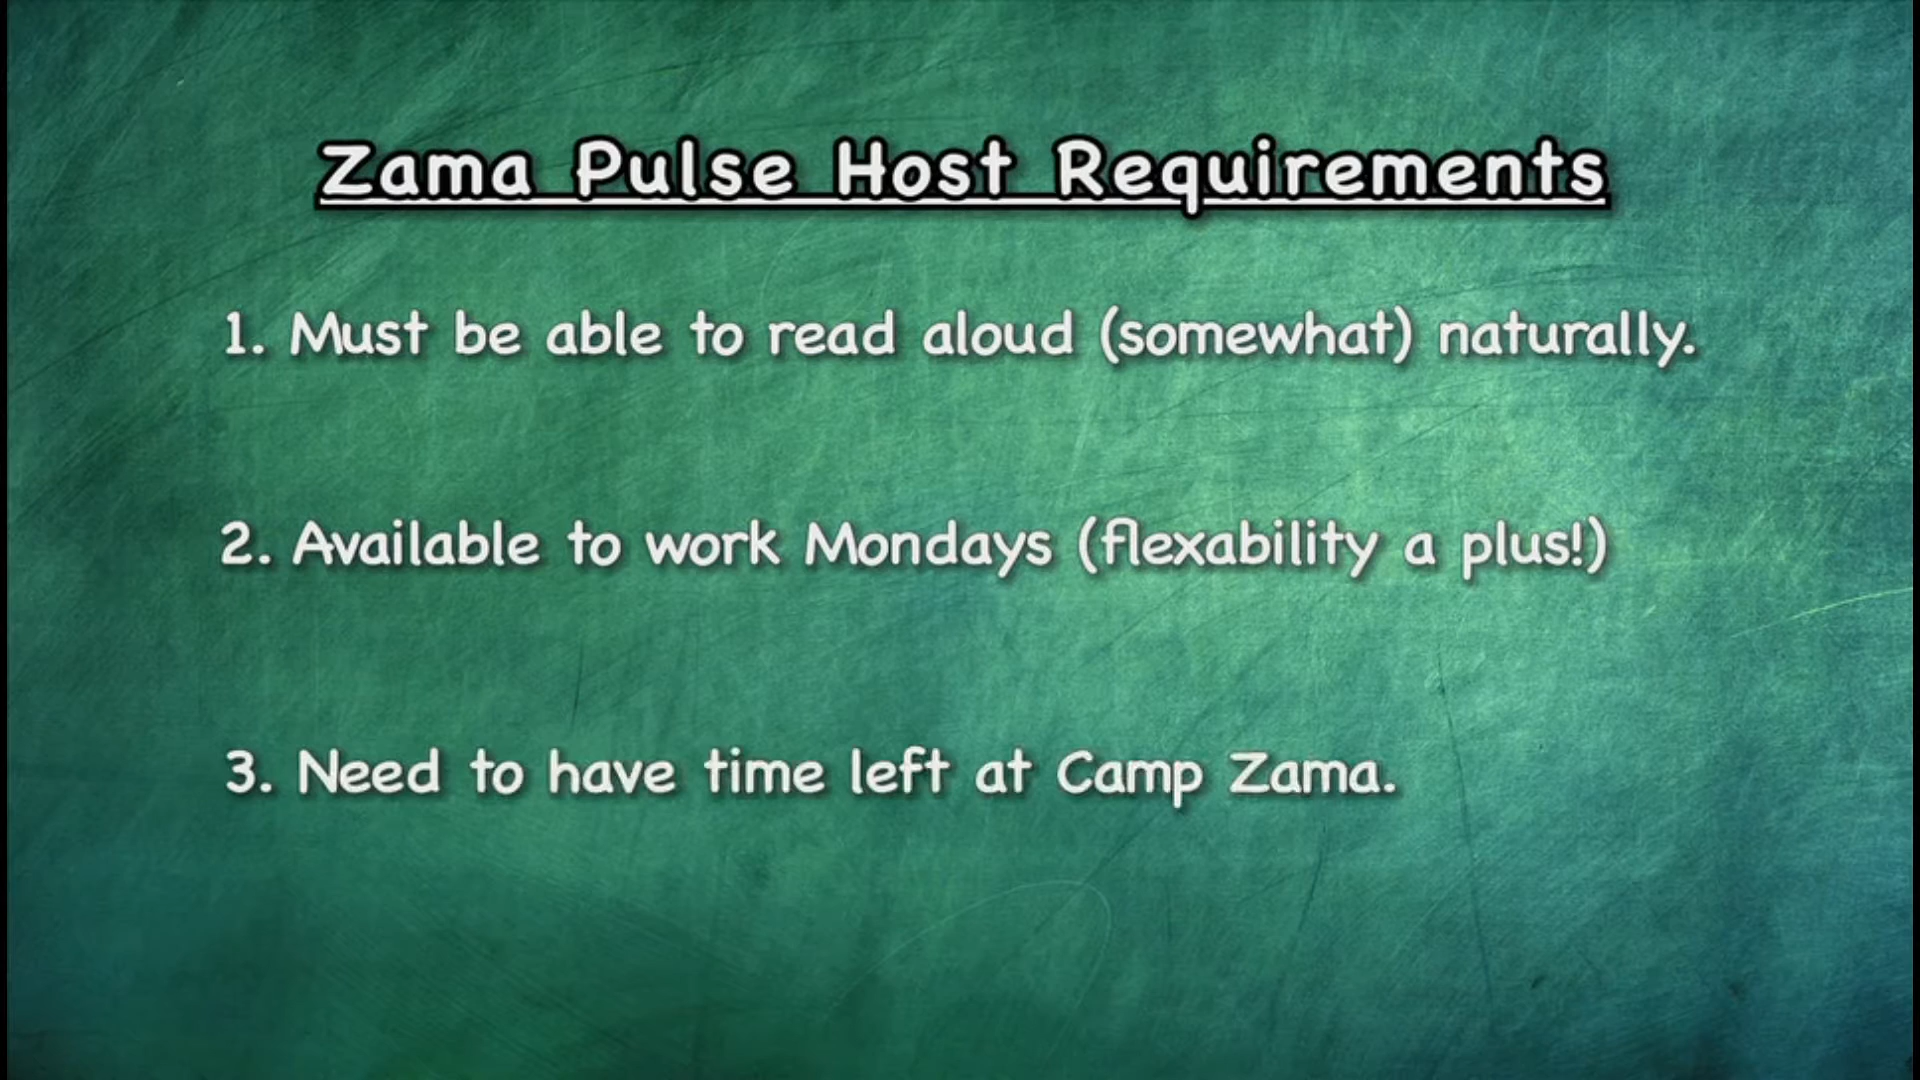 Zama Pulse Host Requirements
1. Must be able to read aloud (somewhat) naturally.
2. Available to work Mondays (flexability a plus!)
3. Need to have time left at Camp Zama.